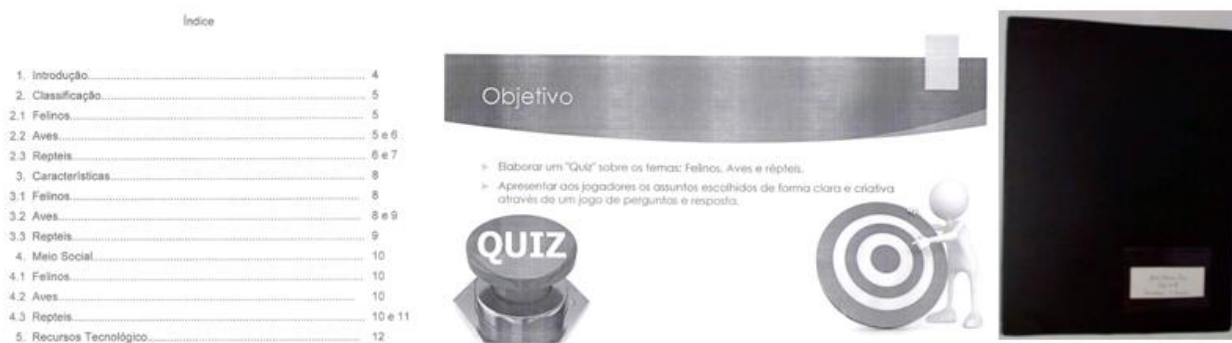 Índice
1. Introdução 4
2. Classificação 5
2.1 Felinos 5
2.2 Aves 5 e 6
2.3 Repteis 6 e 7
3. Características 8
3.1 Felinos 8
3.2 Aves 8 e 9
3.3 Repteis 9
4. Meio Social 10
4.1 Felinos 10
4.2 Aves 10
4.3 Repteis 10 e 11
5. Recursos Tecnológico 12
Objetivo
Elaborar um "Quiz" sobre os temas: Felinos, Aves e répteis.
Apresentar aos jogadores os assuntos escolhidos de forma clara e criativa
através de um jogo de perguntas e resposta.
QUIZ